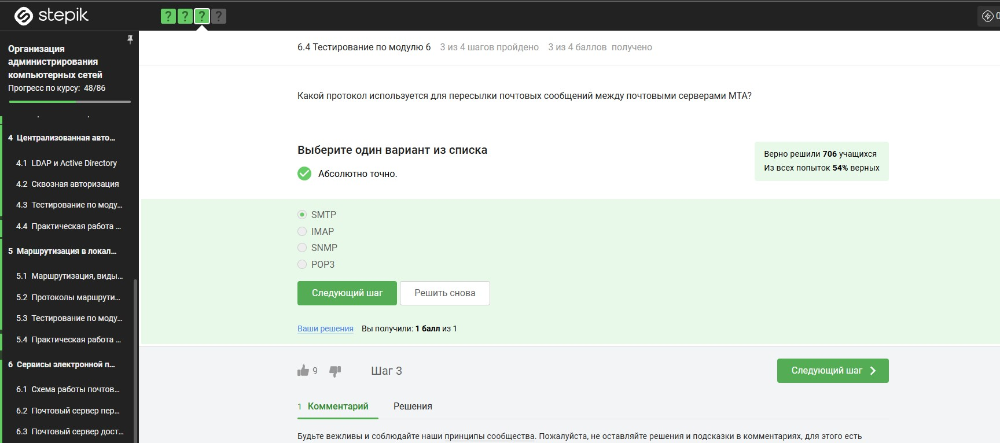 stepik
? ? ? ?
0
Организация
администрирования
компьютерных сетей
Прогресс по курсу: 48/86
4 Централизованная авто...
4.1 LDAP и Active Directory
4.2 Сквозная авторизация
4.3 Тестирование по моду...
4.4 Практическая работа ...
5 Маршрутизация в локал...
5.1 Маршрутизация, виды...
5.2 Протоколы маршрути...
5.3 Тестирование по моду...
5.4 Практическая работа ...
6 Сервисы электронной п...
6.1 Схема работы почтов...
6.2 Почтовый сервер пер...
6.3 Почтовый сервер дост...
6.4 Тестирование по модулю 6 3 из 4 шагов пройдено 3 из 4 баллов получено
Какой протокол используется для пересылки почтовых сообщений между почтовыми серверами MTA?
Выберите один вариант из списка
Абсолютно точно.
Верно решили 706 учащихся
Из всех попыток 54% верных
SMTP
IMAP
SNMP
POP3
Следующий шаг Решить снова
Ваши решения Вы получили: 1 балл из 1
9 Шаг 3 Следующий шаг
1 Комментарий Решения
Будьте вежливы и соблюдайте наши принципы сообщества. Пожалуйста, не оставляйте решения и подсказки в комментариях, для этого есть